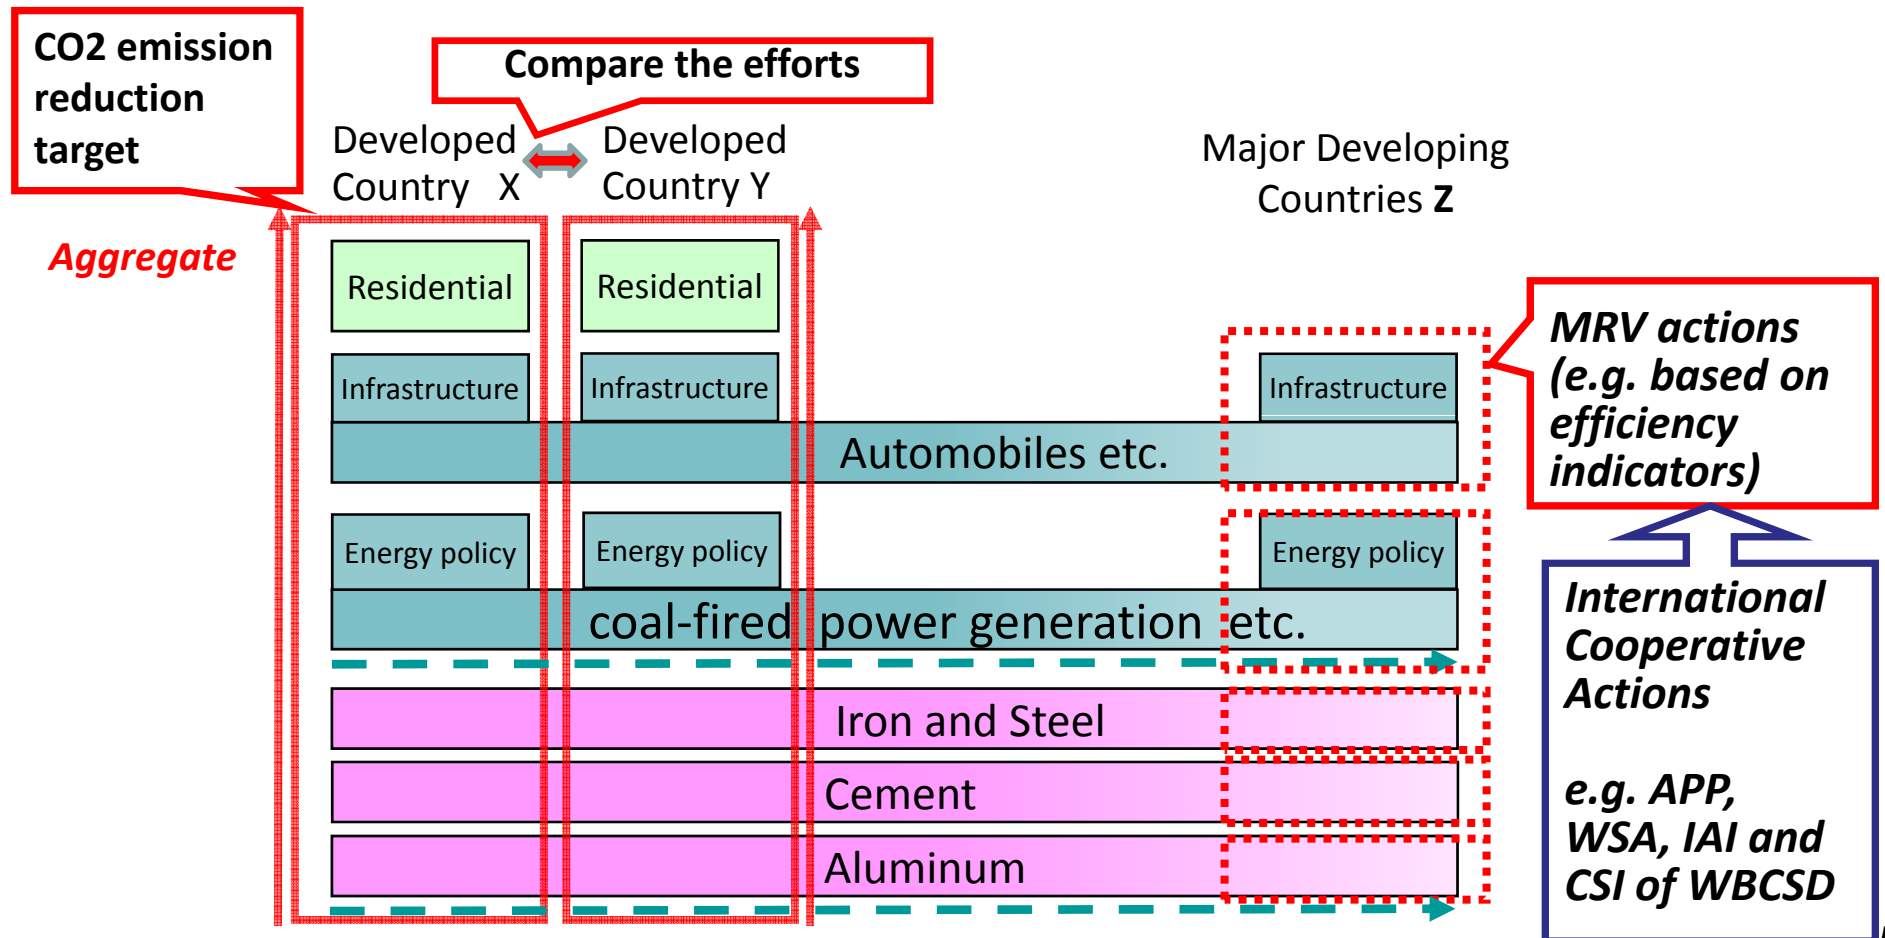 CO2 emission
reduction
target
Compare the efforts
Developed
Country X
Developed
Country Y
Major Developing
Countries Z
Aggregate
Residential
Residential
Infrastructure
Infrastructure
Infrastructure
Automobiles etc.
Energy policy
Energy policy
Energy policy
coal-fired power generation etc.
Iron and Steel
Cement
Aluminum
MRV actions
(e.g. based on
efficiency
indicators)
International
Cooperative
Actions
e.g. APP,
WSA, IAI and
CSI of WBCSD